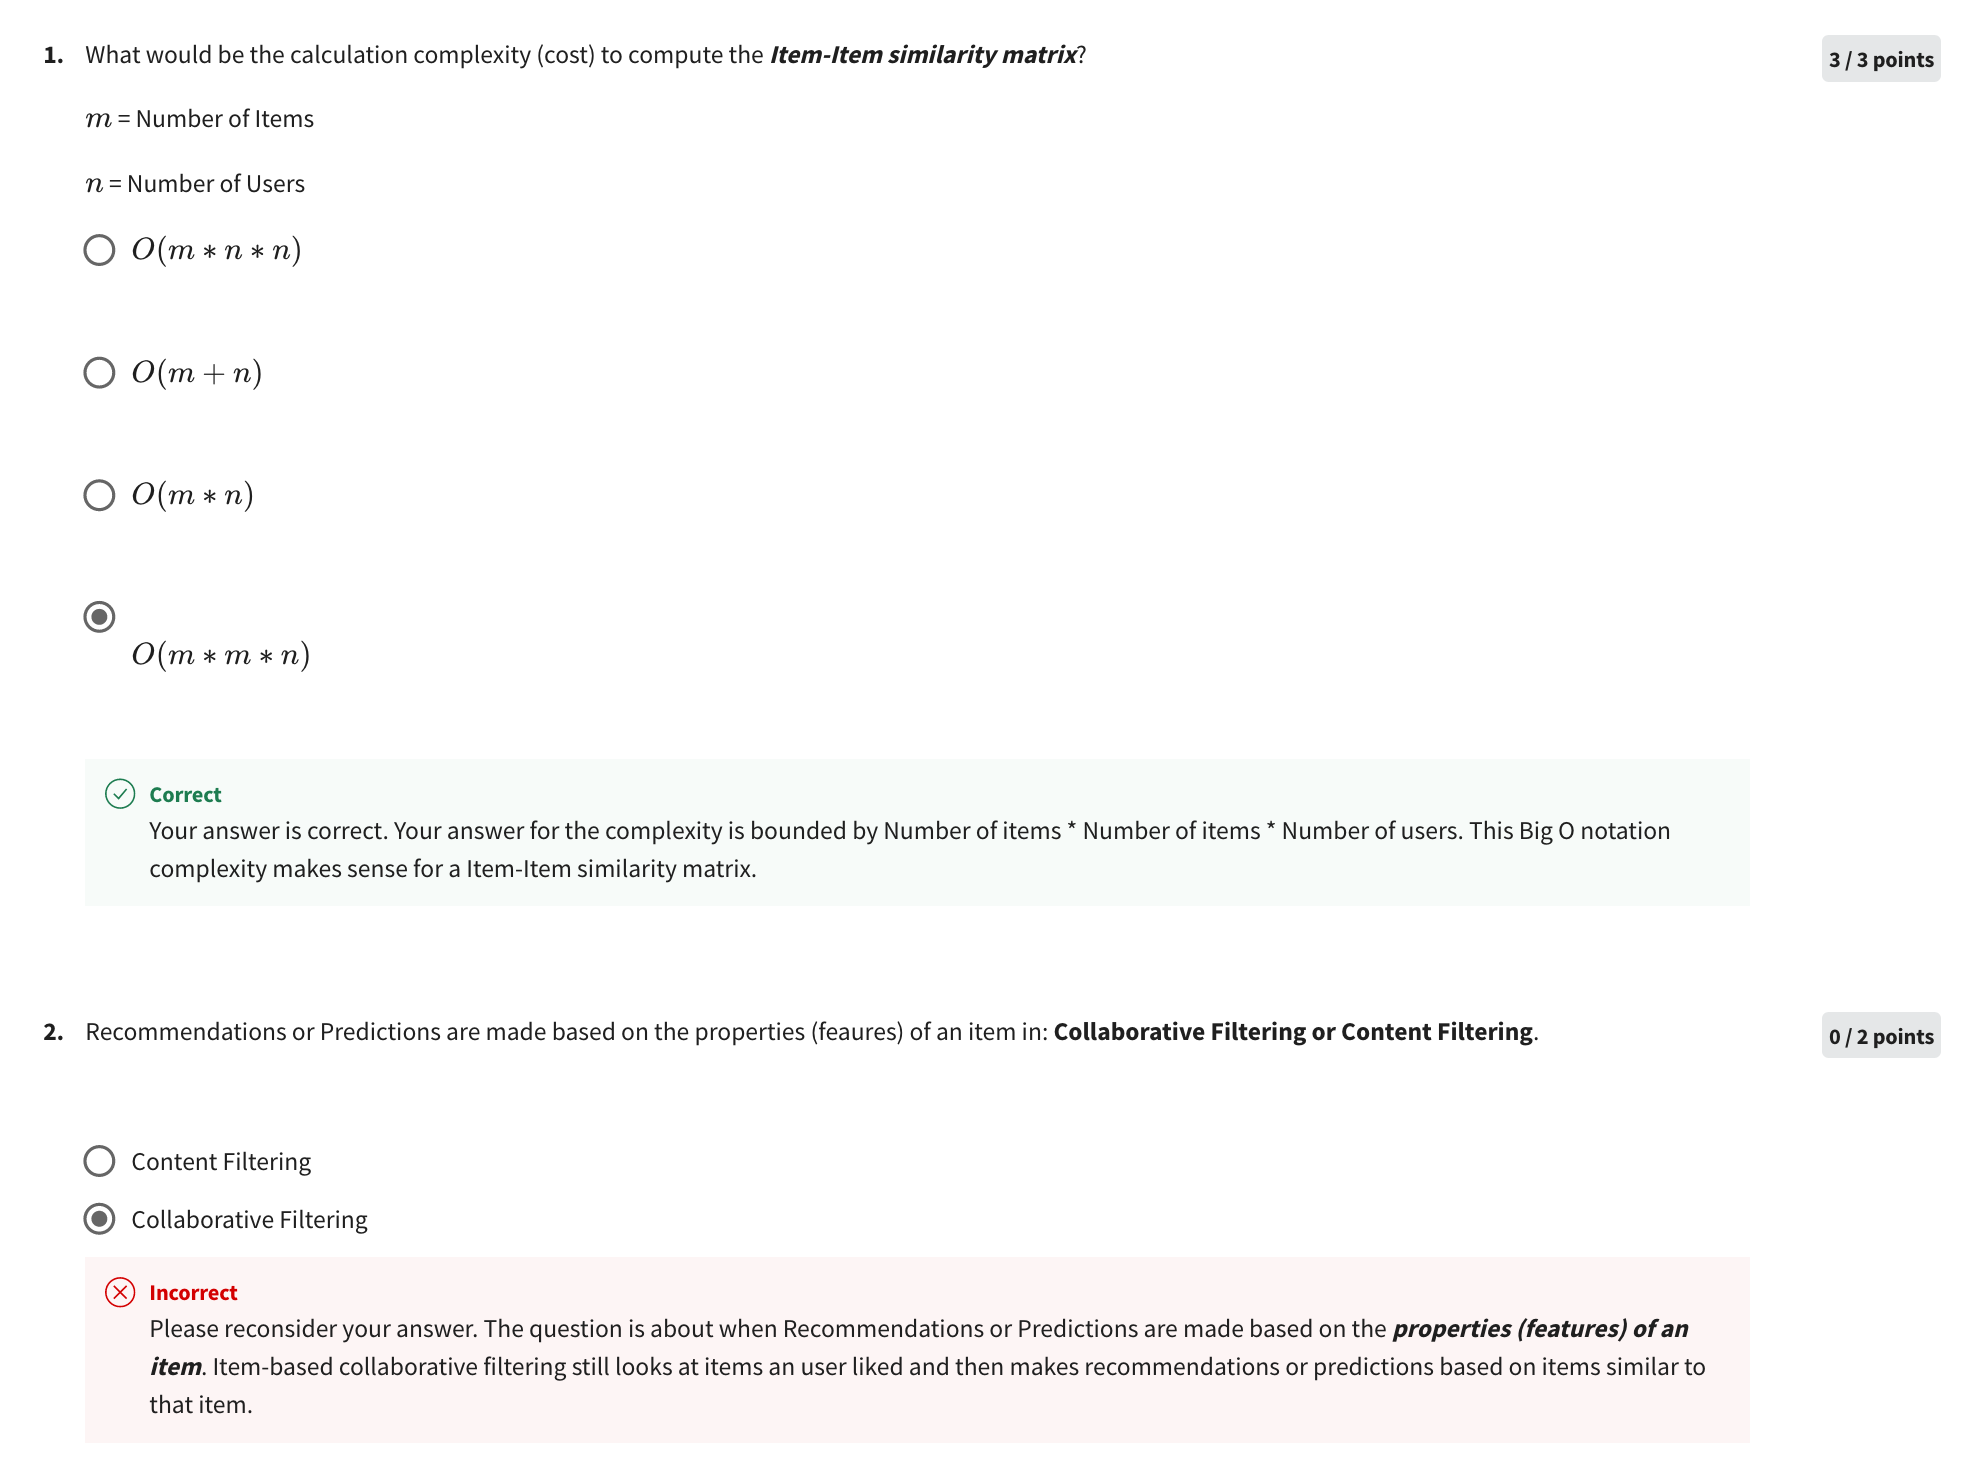 1. What would be the calculation complexity (cost) to compute the Item-Item similarity matrix?
3 / 3 points
m = Number of Items
n = Number of Users
O(m ∗ n ∗ n)
O(m + n)
O(m ∗ n)
O(m ∗ m ∗ n)
Correct
Your answer is correct. Your answer for the complexity is bounded by Number of items * Number of items * Number of users. This Big O notation
complexity makes sense for a Item-Item similarity matrix.
2. Recommendations or Predictions are made based on the properties (feaures) of an item in: Collaborative Filtering or Content Filtering.
0 / 2 points
Content Filtering
Collaborative Filtering
Incorrect
Please reconsider your answer. The question is about when Recommendations or Predictions are made based on the properties (features) of an
item. Item-based collaborative filtering still looks at items an user liked and then makes recommendations or predictions based on items similar to
that item.